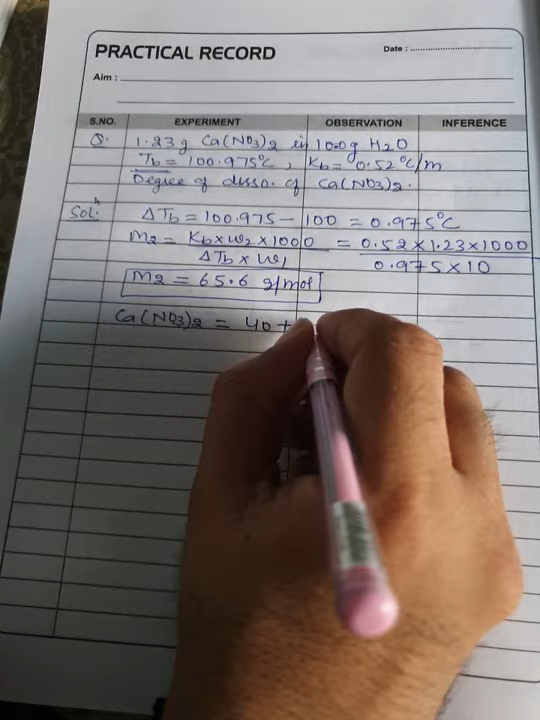 PRACTICAL RECORD
Date :
Aim :
S.NO. EXPERIMENT OBSERVATION INFERENCE
Q. 1.23 g Ca(NO3)2 in 10.0g H2O
Tb = 100.975°C, Kb = 0.52°C/m
Degree of disso. of Ca(NO3)2.
Sol: ΔTb = 100.975 - 100 = 0.975°C
M2 = Kb x w2 x 1000 / ΔTb x w1 = 0.52 x 1.23 x 1000 / 0.975 x 10
M2 = 65.6 g/mol
Ca(NO3)2 = 40 +